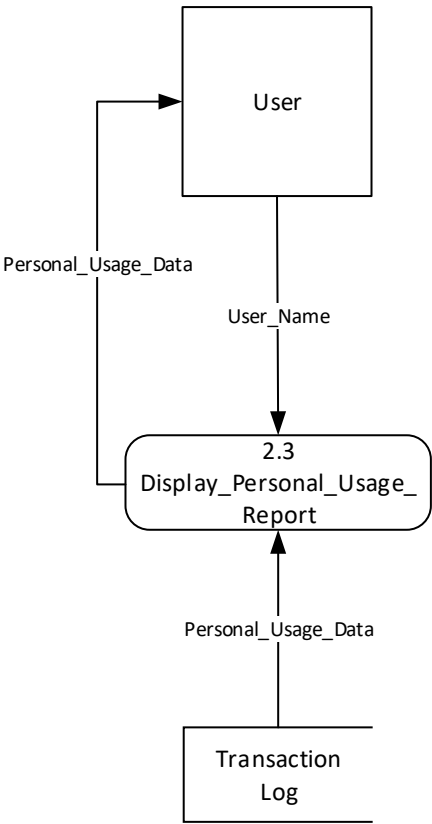 User
Personal_Usage_Data
User_Name
2.3
Display_Personal_Usage_
Report
Personal_Usage_Data
Transaction
Log